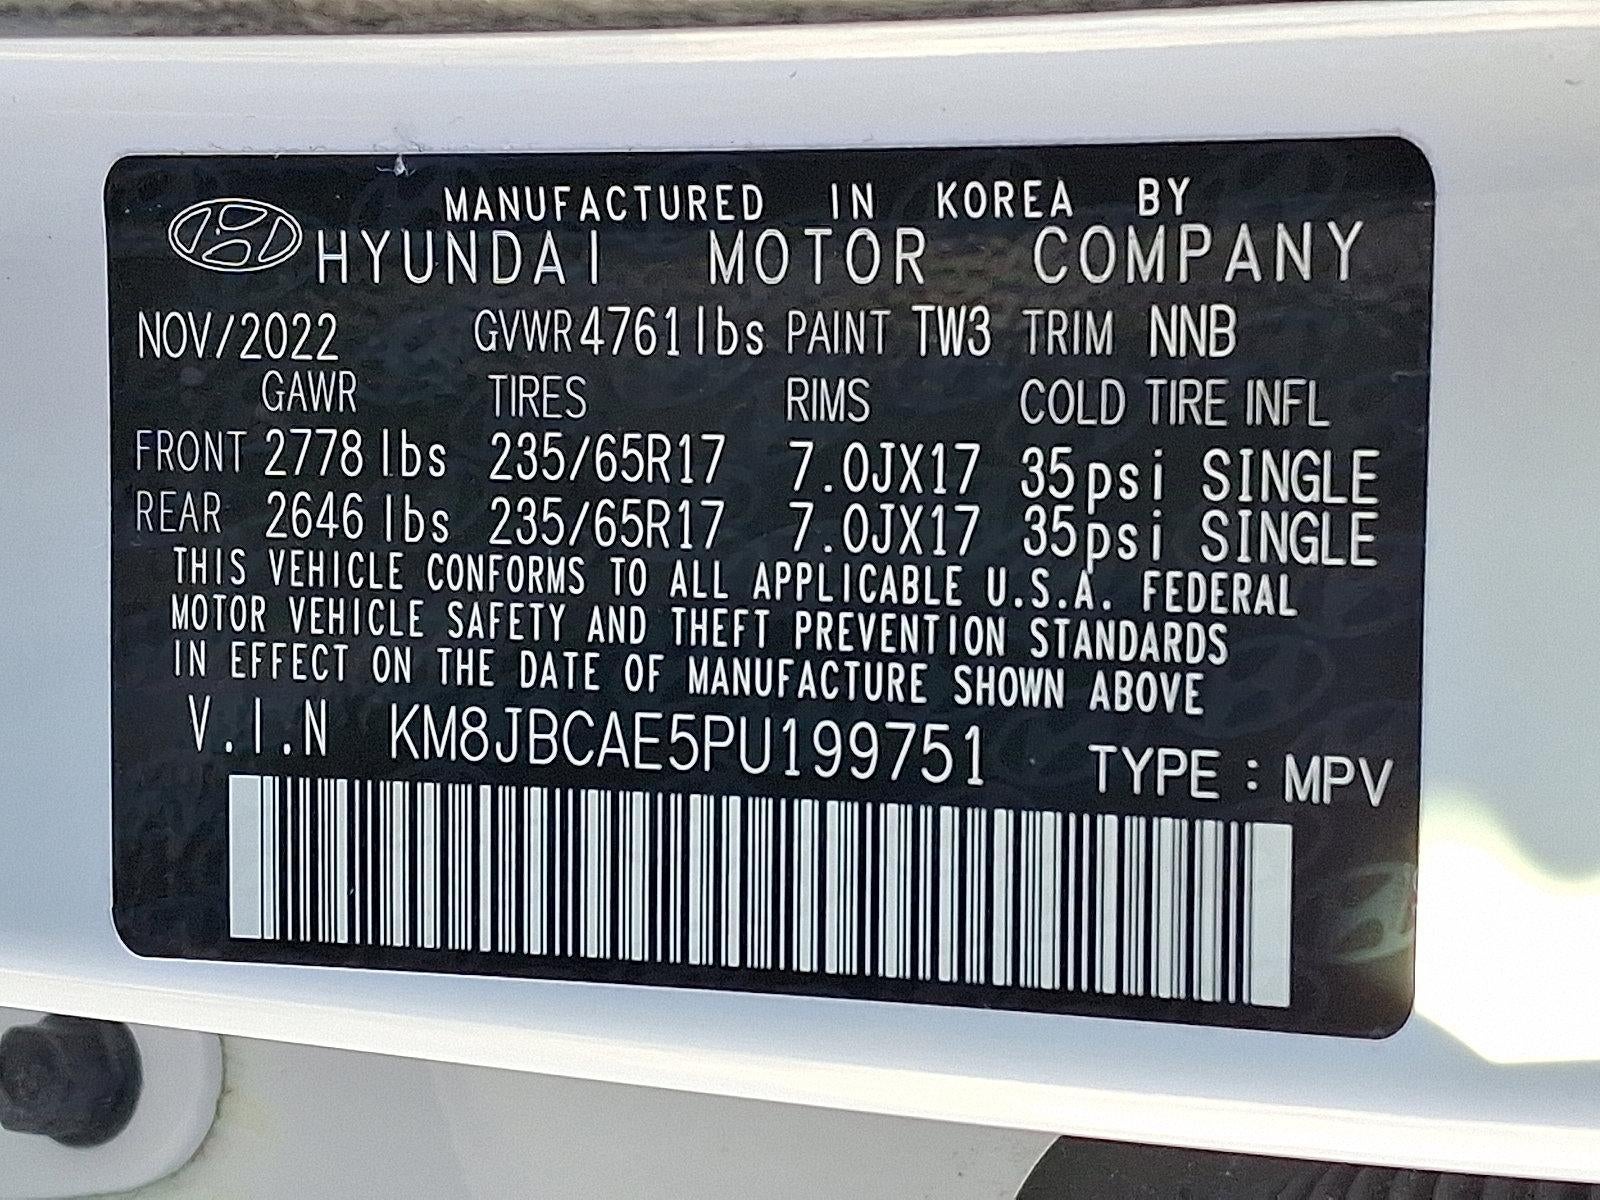 MANUFACTURED IN KOREA BY
HYUNDAI MOTOR COMPANY
NOV/2022 GVWR 4761lbs PAINT TW3 TRIM NNB
GAWR TIRES RIMS COLD TIRE INFL
FRONT 2778 lbs 235/65R17 7.0JX17 35psi SINGLE
REAR 2646 lbs 235/65R17 7.0JX17 35psi SINGLE
THIS VEHICLE CONFORMS TO ALL APPLICABLE U.S.A. FEDERAL
MOTOR VEHICLE SAFETY AND THEFT PREVENTION STANDARDS
IN EFFECT ON THE DATE OF MANUFACTURE SHOWN ABOVE
V.I.N KM8JBCAE5PU199751 TYPE : MPV